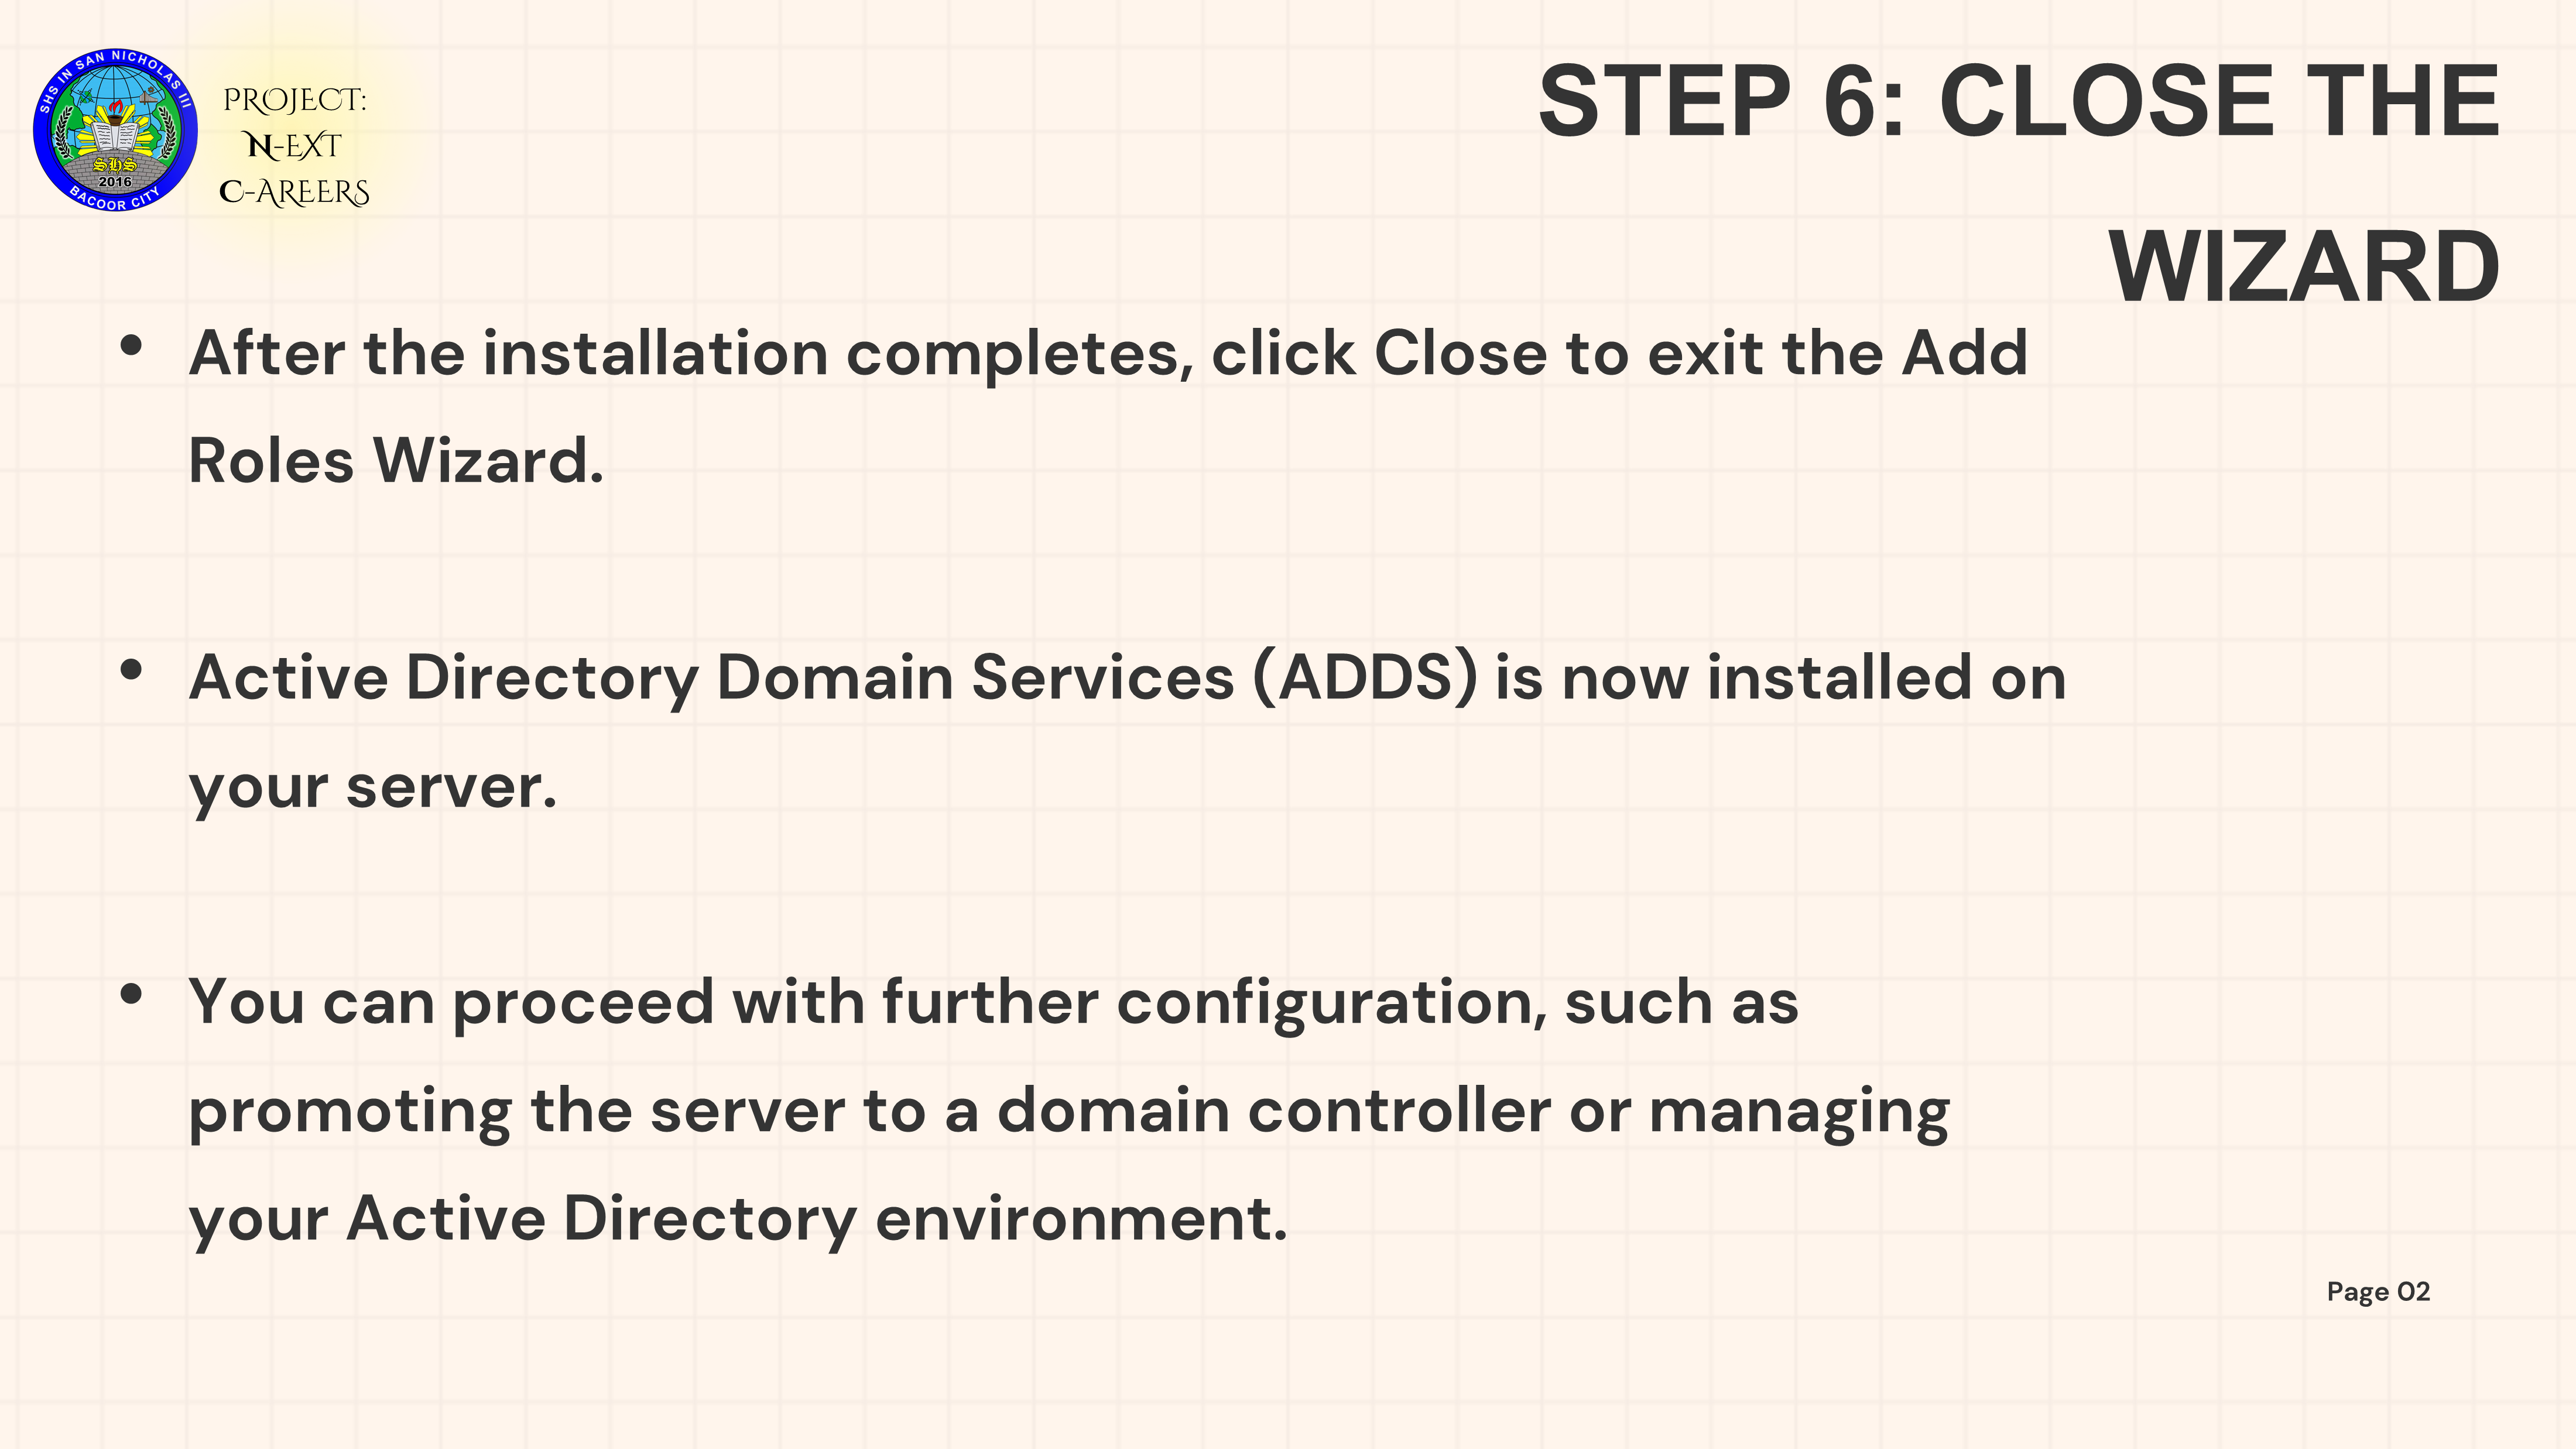 SHS IN SAN NICHOLAS III
SHS
2016
BACOOR CITY
PROJECT:
N-EXT
C-AREERS
STEP 6: CLOSE THE
WIZARD
• After the installation completes, click Close to exit the Add
Roles Wizard.
• Active Directory Domain Services (ADDS) is now installed on
your server.
• You can proceed with further configuration, such as
promoting the server to a domain controller or managing
your Active Directory environment.
Page 02